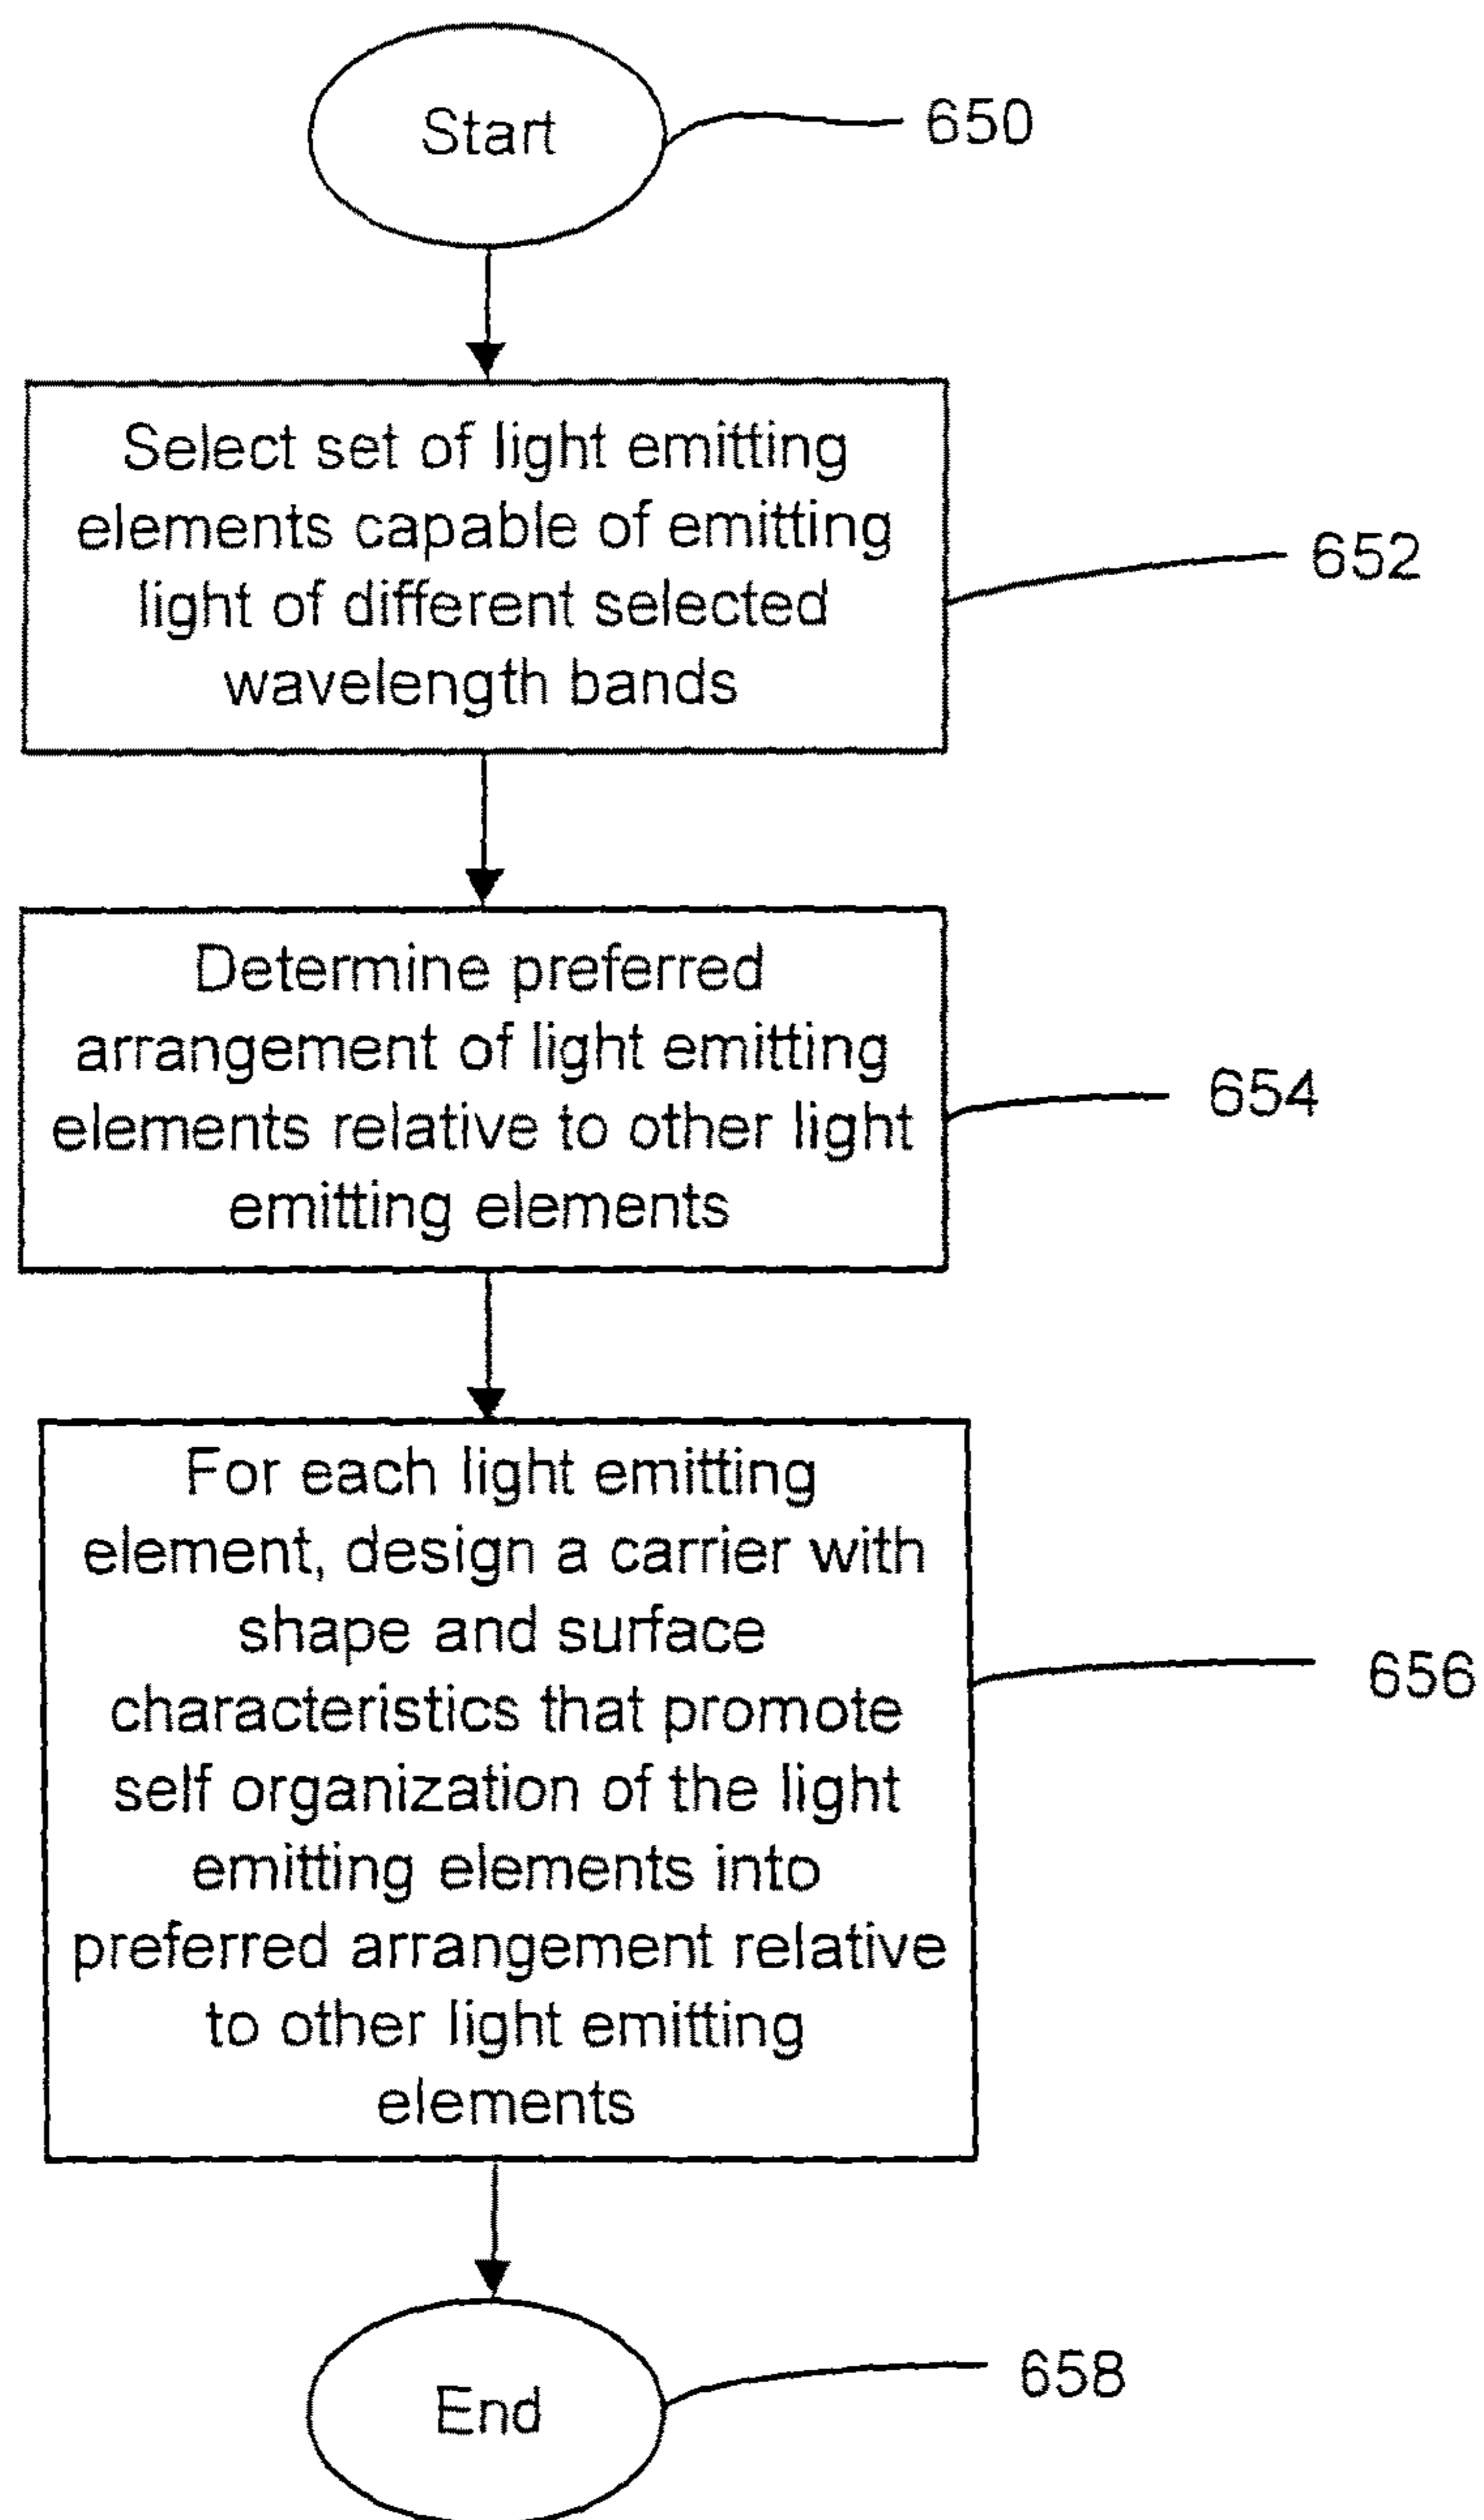 Start
650
Select set of light emitting
elements capable of emitting
light of different selected
wavelength bands
652
Determine preferred
arrangement of light emitting
elements relative to other light
emitting elements
654
For each light emitting
element, design a carrier with
shape and surface
characteristics that promote
self organization of the light
emitting elements into
preferred arrangement relative
to other light emitting
elements
656
End
658